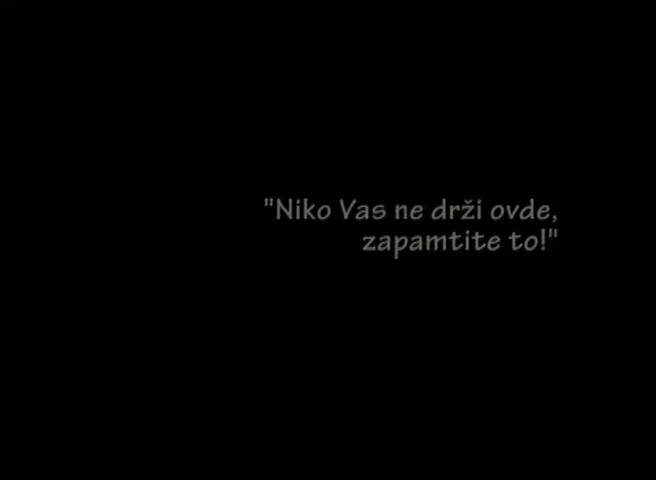 "Niko Vas ne drži ovde,
zapamtite to!"